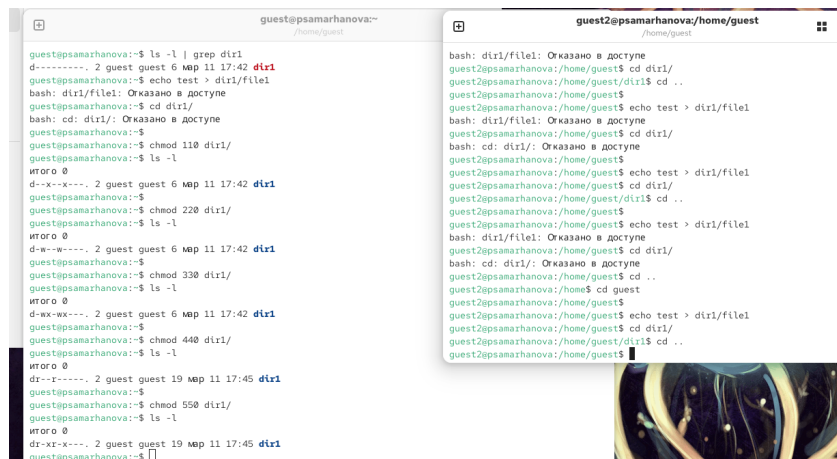 guest@psamarhanova:~
/home/guest
guest@psamarhanova:~$ ls -l | grep dir1
d---------. 2 guest guest 6 мар 11 17:42 dir1
guest@psamarhanova:~$ echo test > dir1/file1
bash: dir1/file1: Отказано в доступе
guest@psamarhanova:~$ cd dir1/
bash: cd: dir1/: Отказано в доступе
guest@psamarhanova:~$
guest@psamarhanova:~$ chmod 110 dir1/
guest@psamarhanova:~$ ls -l
итого 0
d--x--x---. 2 guest guest 6 мар 11 17:42 dir1
guest@psamarhanova:~$
guest@psamarhanova:~$ chmod 220 dir1/
guest@psamarhanova:~$ ls -l
итого 0
d-w--w----. 2 guest guest 6 мар 11 17:42 dir1
guest@psamarhanova:~$
guest@psamarhanova:~$ chmod 330 dir1/
guest@psamarhanova:~$ ls -l
итого 0
d-wx-wx---. 2 guest guest 6 мар 11 17:42 dir1
guest@psamarhanova:~$
guest@psamarhanova:~$ chmod 440 dir1/
guest@psamarhanova:~$ ls -l
итого 0
dr--r-----. 2 guest guest 19 мар 11 17:45 dir1
guest@psamarhanova:~$
guest@psamarhanova:~$ chmod 550 dir1/
guest@psamarhanova:~$ ls -l
итого 0
dr-xr-x---. 2 guest guest 19 мар 11 17:45 dir1
guest@psamarhanova:~$
guest2@psamarhanova:/home/guest
/home/guest
bash: dir1/file1: Отказано в доступе
guest2@psamarhanova:/home/guest$ cd dir1/
guest2@psamarhanova:/home/guest/dir1$ cd ..
guest2@psamarhanova:/home/guest$
guest2@psamarhanova:/home/guest$ echo test > dir1/file1
bash: dir1/file1: Отказано в доступе
guest2@psamarhanova:/home/guest$ cd dir1/
bash: cd: dir1/: Отказано в доступе
guest2@psamarhanova:/home/guest$
guest2@psamarhanova:/home/guest$ echo test > dir1/file1
guest2@psamarhanova:/home/guest$ cd dir1/
guest2@psamarhanova:/home/guest/dir1$ cd ..
guest2@psamarhanova:/home/guest$
guest2@psamarhanova:/home/guest$ echo test > dir1/file1
bash: dir1/file1: Отказано в доступе
guest2@psamarhanova:/home/guest$ cd dir1/
bash: cd: dir1/: Отказано в доступе
guest2@psamarhanova:/home/guest$ cd ..
guest2@psamarhanova:/home$ cd guest
guest2@psamarhanova:/home/guest$
guest2@psamarhanova:/home/guest$ echo test > dir1/file1
guest2@psamarhanova:/home/guest$ cd dir1/
guest2@psamarhanova:/home/guest/dir1$ cd ..
guest2@psamarhanova:/home/guest$